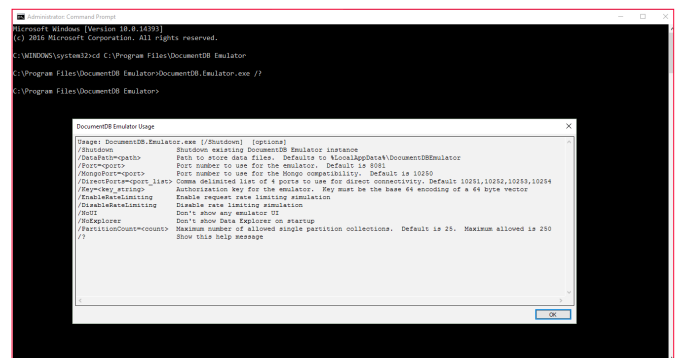 Administrator: Command Prompt
Microsoft Windows [Version 10.0.14393]
(c) 2016 Microsoft Corporation. All rights reserved.
C:\WINDOWS\system32>cd C:\Program Files\DocumentDB Emulator
C:\Program Files\DocumentDB Emulator>DocumentDB.Emulator.exe /?
C:\Program Files\DocumentDB Emulator>
DocumentDB Emulator Usage
Usage: DocumentDB.Emulator.exe [/Shutdown] [options]
/Shutdown Shutdown existing DocumentDB Emulator instance
/DataPath=<path> Path to store data files. Defaults to %LocalAppData%\DocumentDBEmulator
/Port=<port> Port number to use for the emulator. Default is 8081
/MongoPort=<port> Port number to use for the Mongo compatibility. Default is 10250
/DirectPorts=<port_list> Comma delimited list of 4 ports to use for direct connectivity. Default 10251,10252,10253,10254
/Key=<key_string> Authorization key for the emulator. Key must be the base 64 encoding of a 64 byte vector
/EnableRateLimiting Enable request rate limiting simulation
/DisableRateLimiting Disable rate limiting simulation
/NoUI Don't show any emulator UI
/NoExplorer Don't show Data Explorer on startup
/PartitionCount=<count> Maximum number of allowed single partition collections. Default is 25. Maximum allowed is 250
/? Show this help message
OK